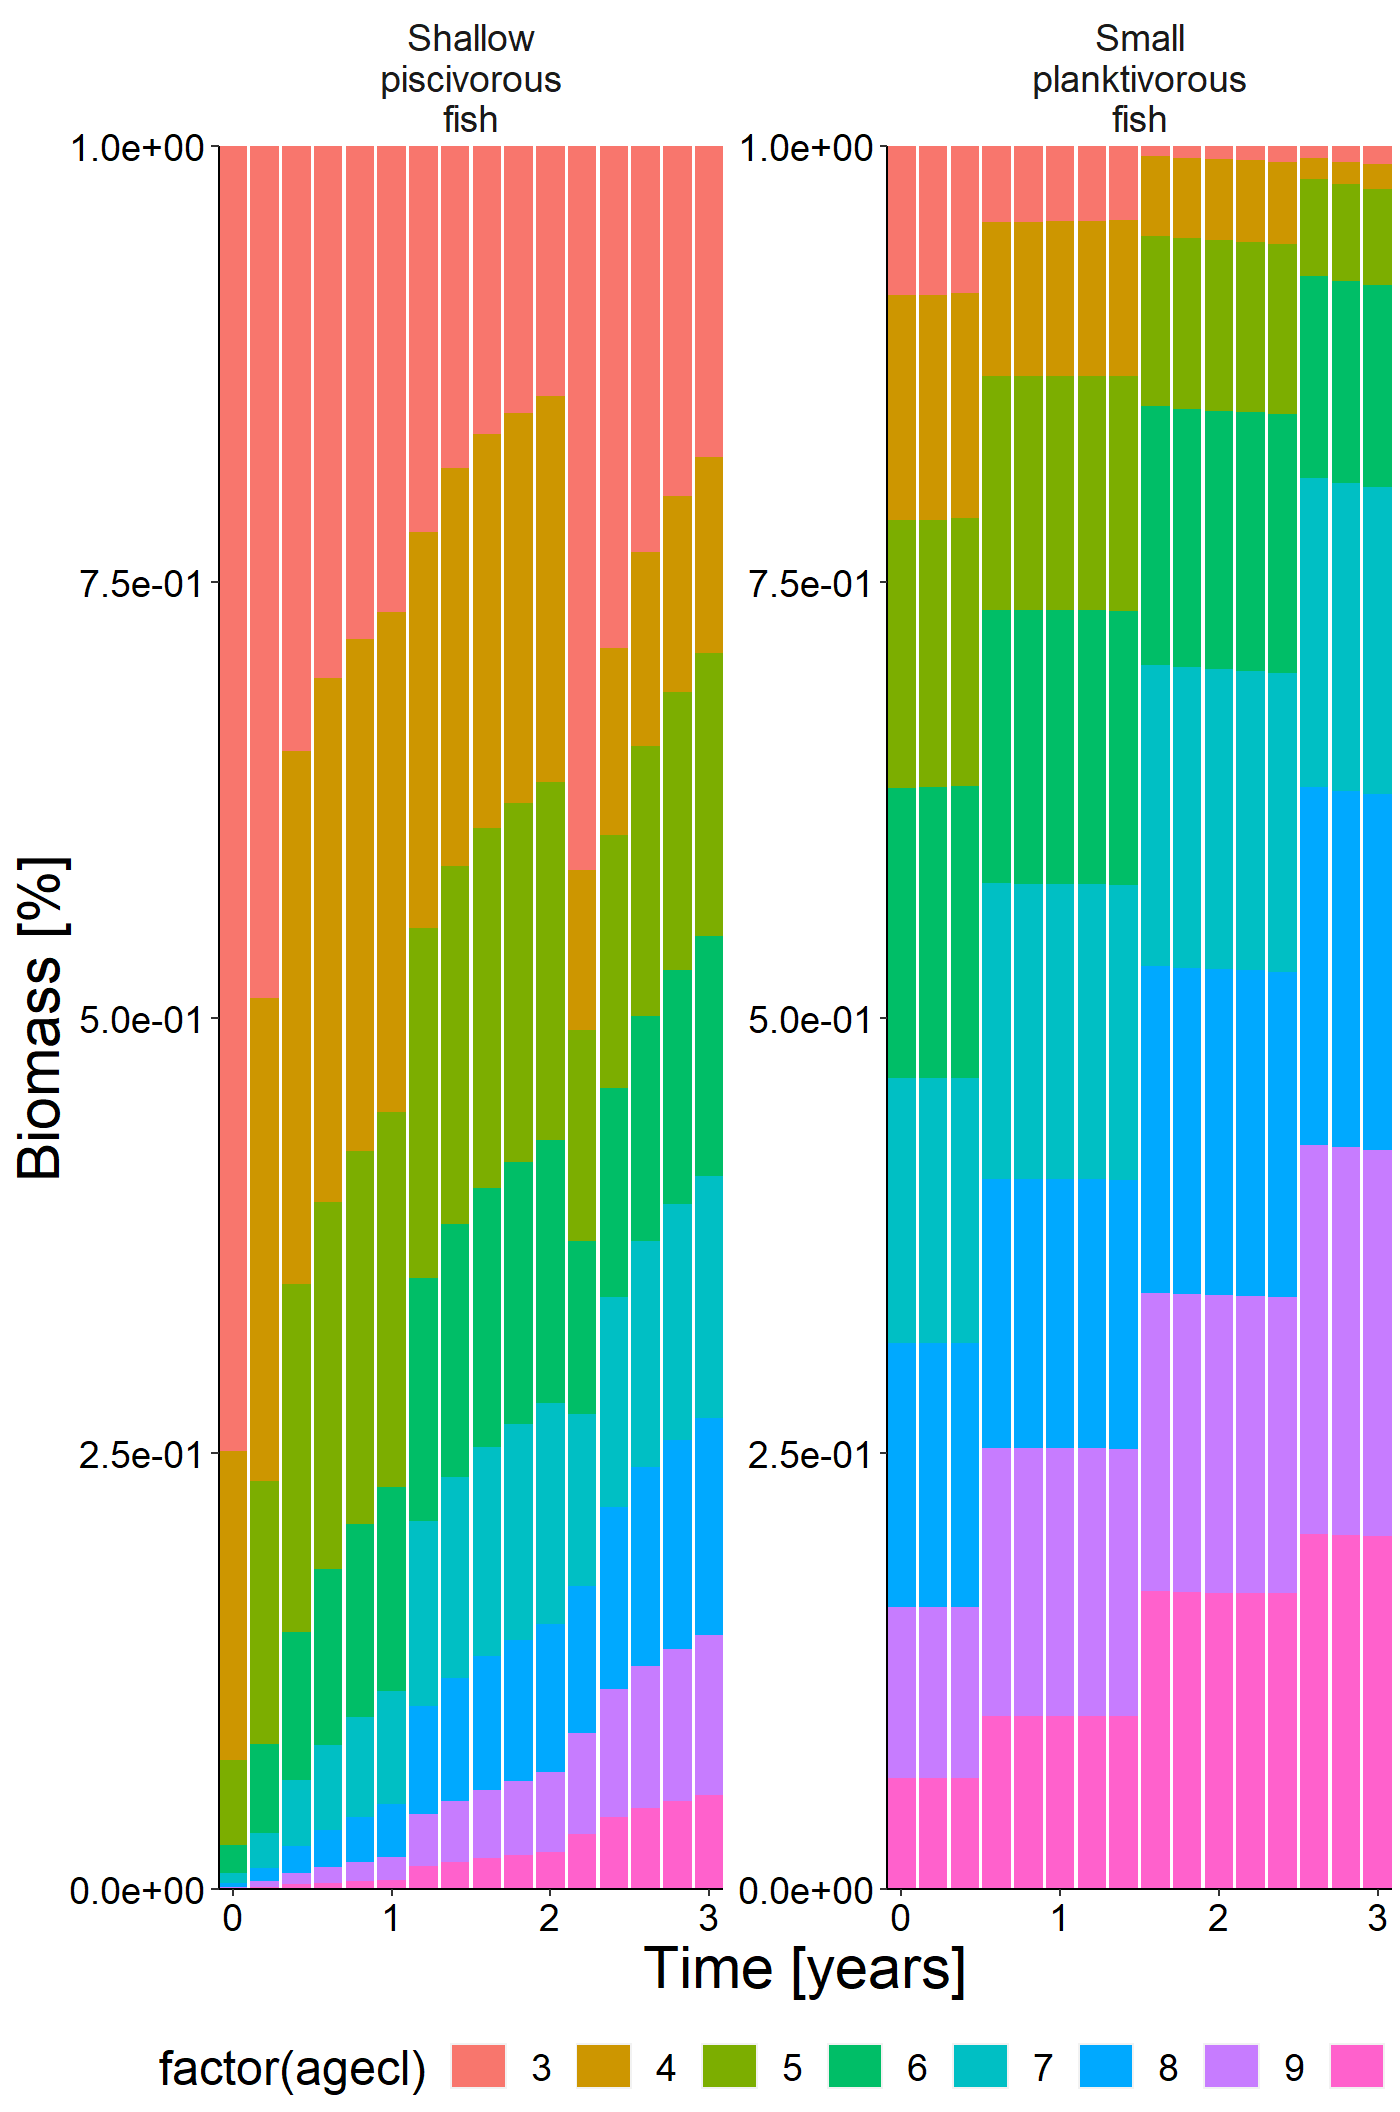 Shallow
piscivorous
fish
Small
planktivorous
fish
1.0e+00
7.5e-01
5.0e-01
2.5e-01
0.0e+00
1.0e+00
7.5e-01
5.0e-01
2.5e-01
0.0e+00
Biomass [%]
0 1 2 3
0 1 2 3
Time [years]
factor(agecl) 3 4 5 6 7 8 9